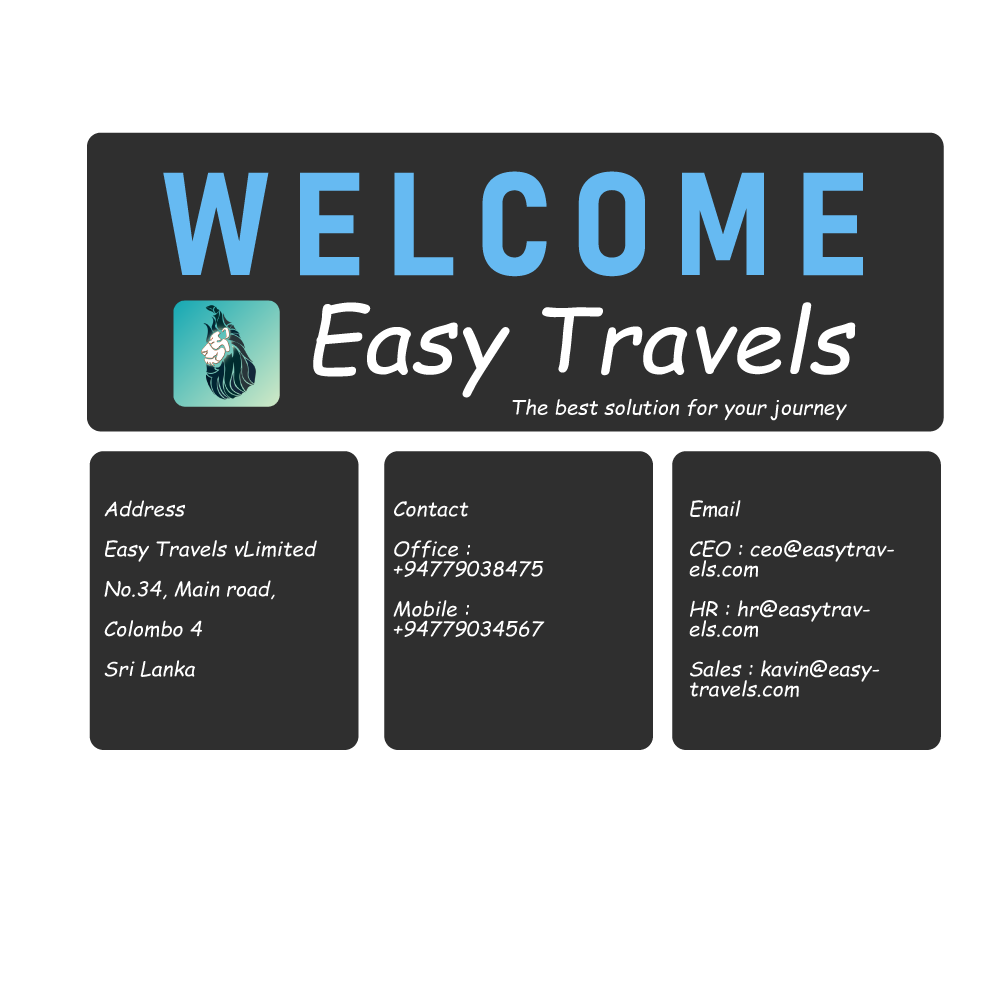 WELCOME
Easy Travels
The best solution for your journey
Address
Easy Travels vLimited
No.34, Main road,
Colombo 4
Sri Lanka
Contact
Office :
+94779038475
Mobile :
+94779034567
Email
CEO : ceo@easytrav-
els.com
HR : hr@easytrav-
els.com
Sales : kavin@easy-
travels.com